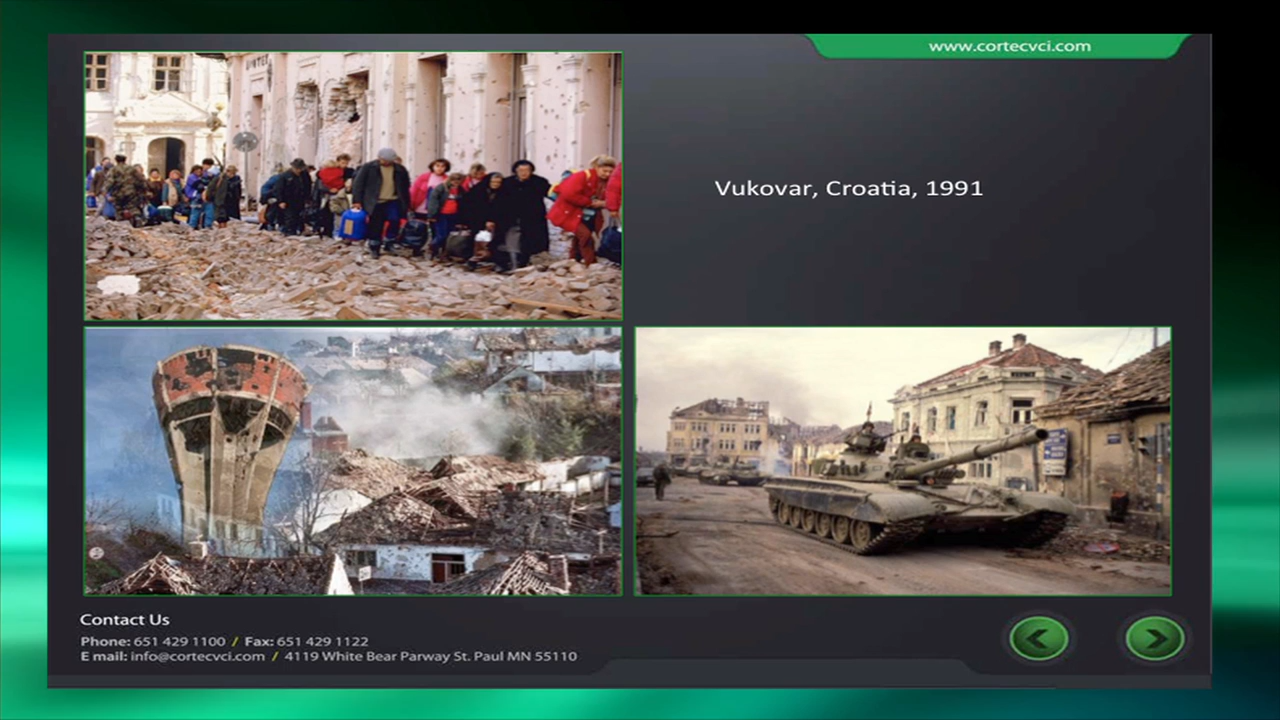 www.cortecvci.com
Vukovar, Croatia, 1991
Contact Us
Phone: 651 429 1100 / Fax: 651 429 1122
E mail: info@cortecvci.com / 4119 White Bear Parway St. Paul MN 55110